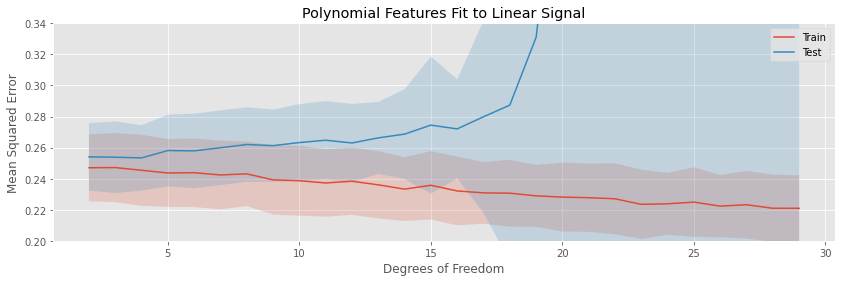 Polynomial Features Fit to Linear Signal
Mean Squared Error
0.34
0.32
0.30
0.28
0.26
0.24
0.22
0.20
Train
Test
5
10
15
20
25
30
Degrees of Freedom